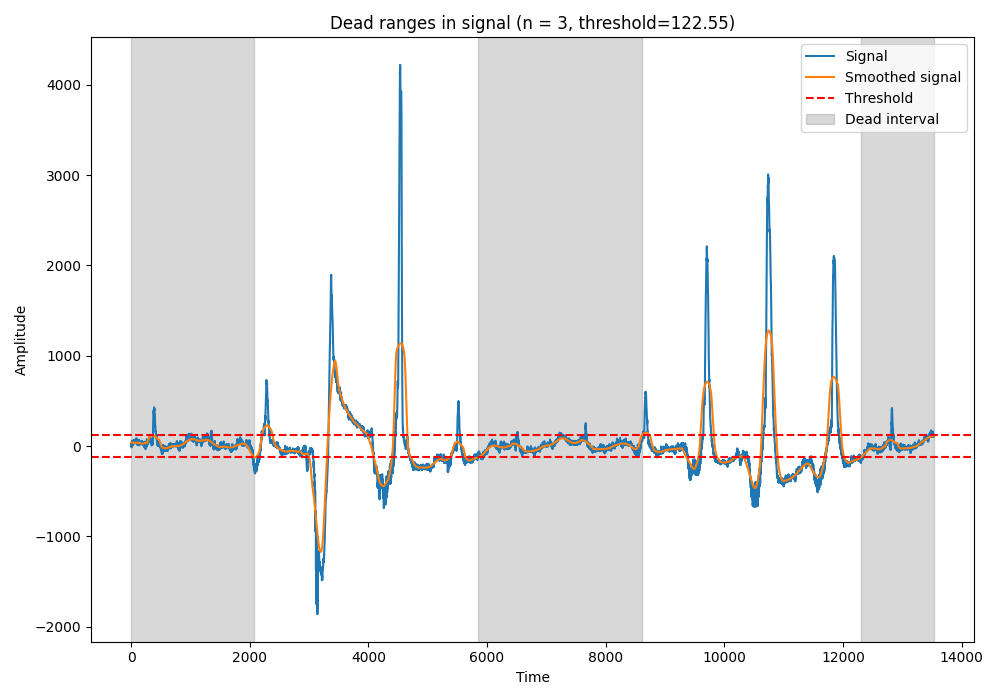 Dead ranges in signal (n = 3, threshold=122.55)
Signal
Smoothed signal
Threshold
Dead interval
4000
3000
2000
1000
0
−1000
−2000
Amplitude
0 2000 4000 6000 8000 10000 12000 14000
Time